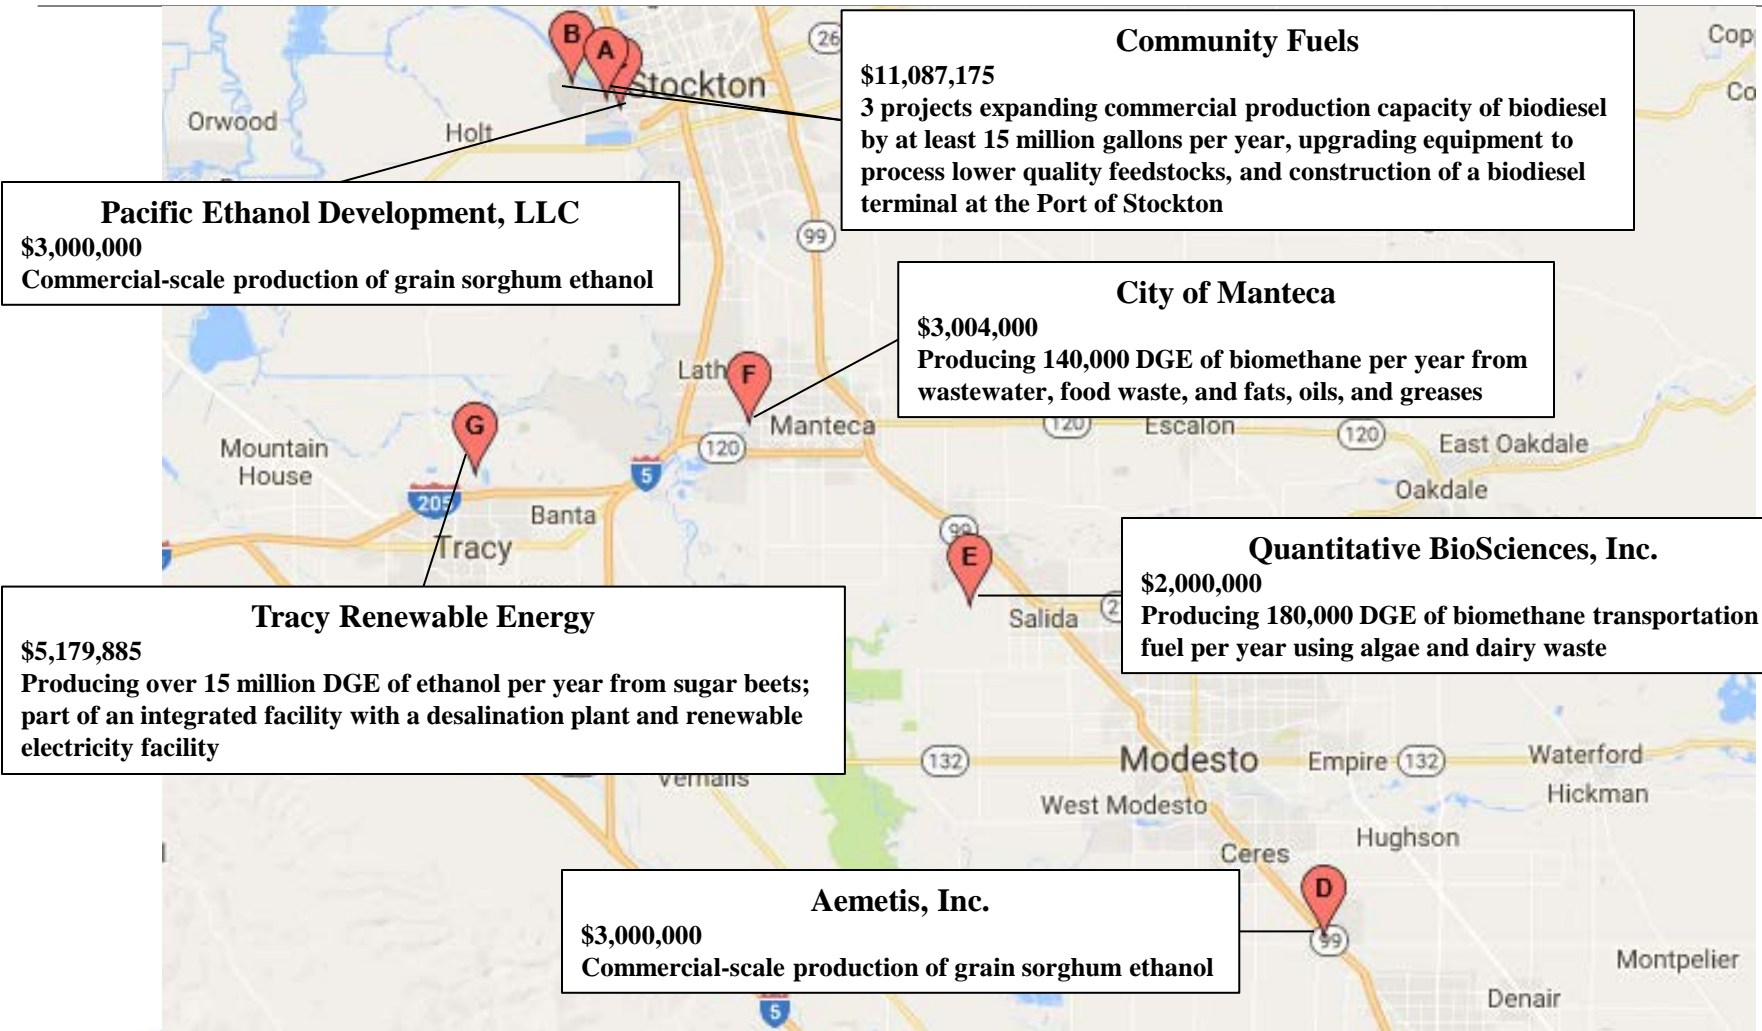 B
A
Stockton
26
Orwood
Holt
Community Fuels
$11,087,175
3 projects expanding commercial production capacity of biodiesel
by at least 15 million gallons per year, upgrading equipment to
process lower quality feedstocks, and construction of a biodiesel
terminal at the Port of Stockton
Cop
Co
Pacific Ethanol Development, LLC
$3,000,000
Commercial-scale production of grain sorghum ethanol
99
City of Manteca
$3,004,000
Producing 140,000 DGE of biomethane per year from
wastewater, food waste, and fats, oils, and greases
Lath
F
Manteca
120
G
Mountain
House
5
205
Banta
Tracy
120
Escalon
120
East Oakdale
Oakdale
99
E
Salida
2
Quantitative BioSciences, Inc.
$2,000,000
Producing 180,000 DGE of biomethane transportation
fuel per year using algae and dairy waste
Tracy Renewable Energy
$5,179,885
Producing over 15 million DGE of ethanol per year from sugar beets;
part of an integrated facility with a desalination plant and renewable
electricity facility
Vernalis
132
Modesto
Empire
132
Waterford
Hickman
West Modesto
Hughson
Ceres
D
99
Aemetis, Inc.
$3,000,000
Commercial-scale production of grain sorghum ethanol
Montpelier
Denair
5